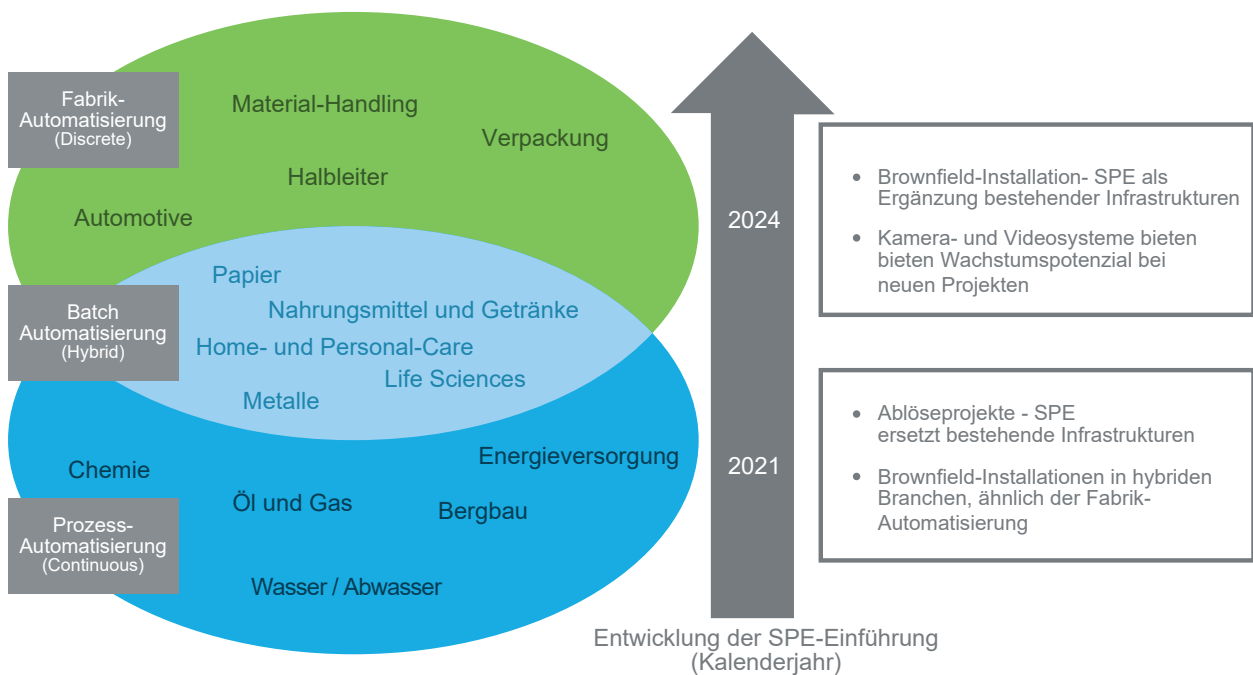 Fabrik-
Automatisierung
(Discrete)
Material-Handling
Verpackung
Halbleiter
Automotive
Batch
Automatisierung
(Hybrid)
Papier
Nahrungsmittel und Getränke
Home- und Personal-Care
Life Sciences
Metalle
Prozess-
Automatisierung
(Continuous)
Chemie
Energieversorgung
Öl und Gas
Bergbau
Wasser / Abwasser
2024
2021
Entwicklung der SPE-Einführung
(Kalenderjahr)
• Brownfield-Installation- SPE als
Ergänzung bestehender Infrastrukturen
• Kamera- und Videosysteme bieten
bieten Wachstumspotenzial bei
neuen Projekten
• Ablöseprojekte - SPE
ersetzt bestehende Infrastrukturen
• Brownfield-Installationen in hybriden
Branchen, ähnlich der Fabrik-
Automatisierung